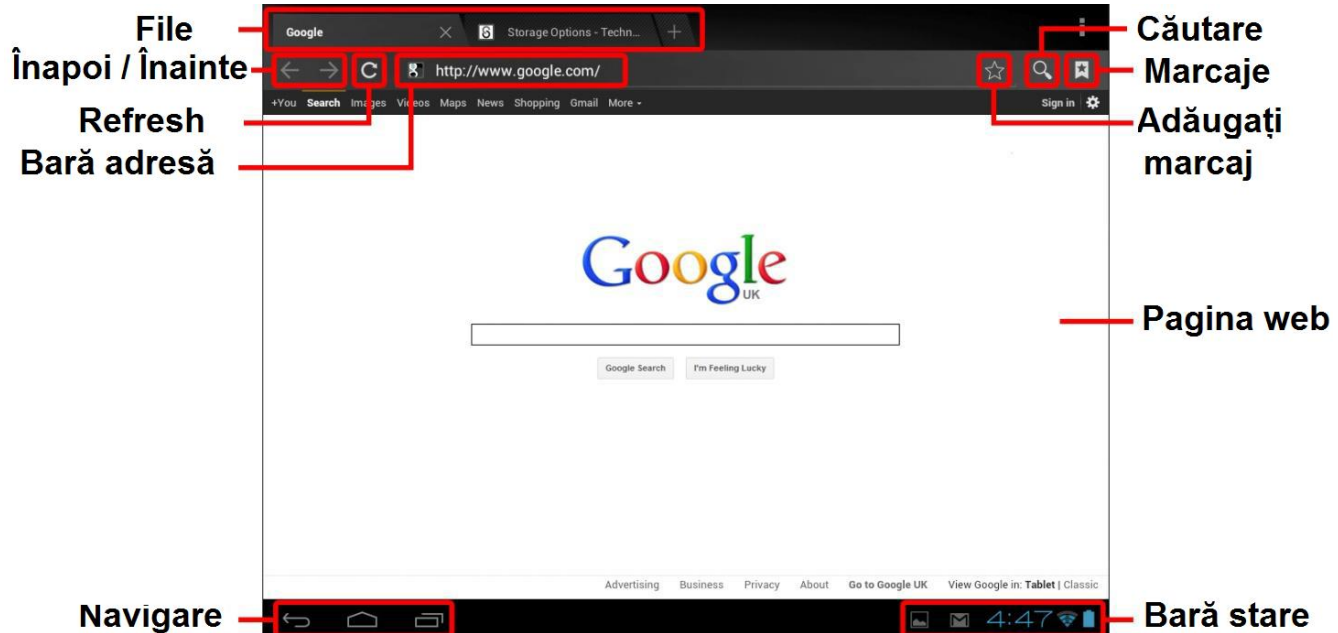 File
Google
Storage Options - Techn...
Căutare
Înapoi / Înainte
http://www.google.com/
Marcaje
+You Search Images Videos Maps News Shopping Gmail More
Sign in
Refresh
Adăugați
marcaj
Bară adresă
Google
UK
Pagina web
Google Search
I'm Feeling Lucky
Advertising Business Privacy About Go to Google UK View Google in: Tablet | Classic
Navigare
4:47
Bară stare